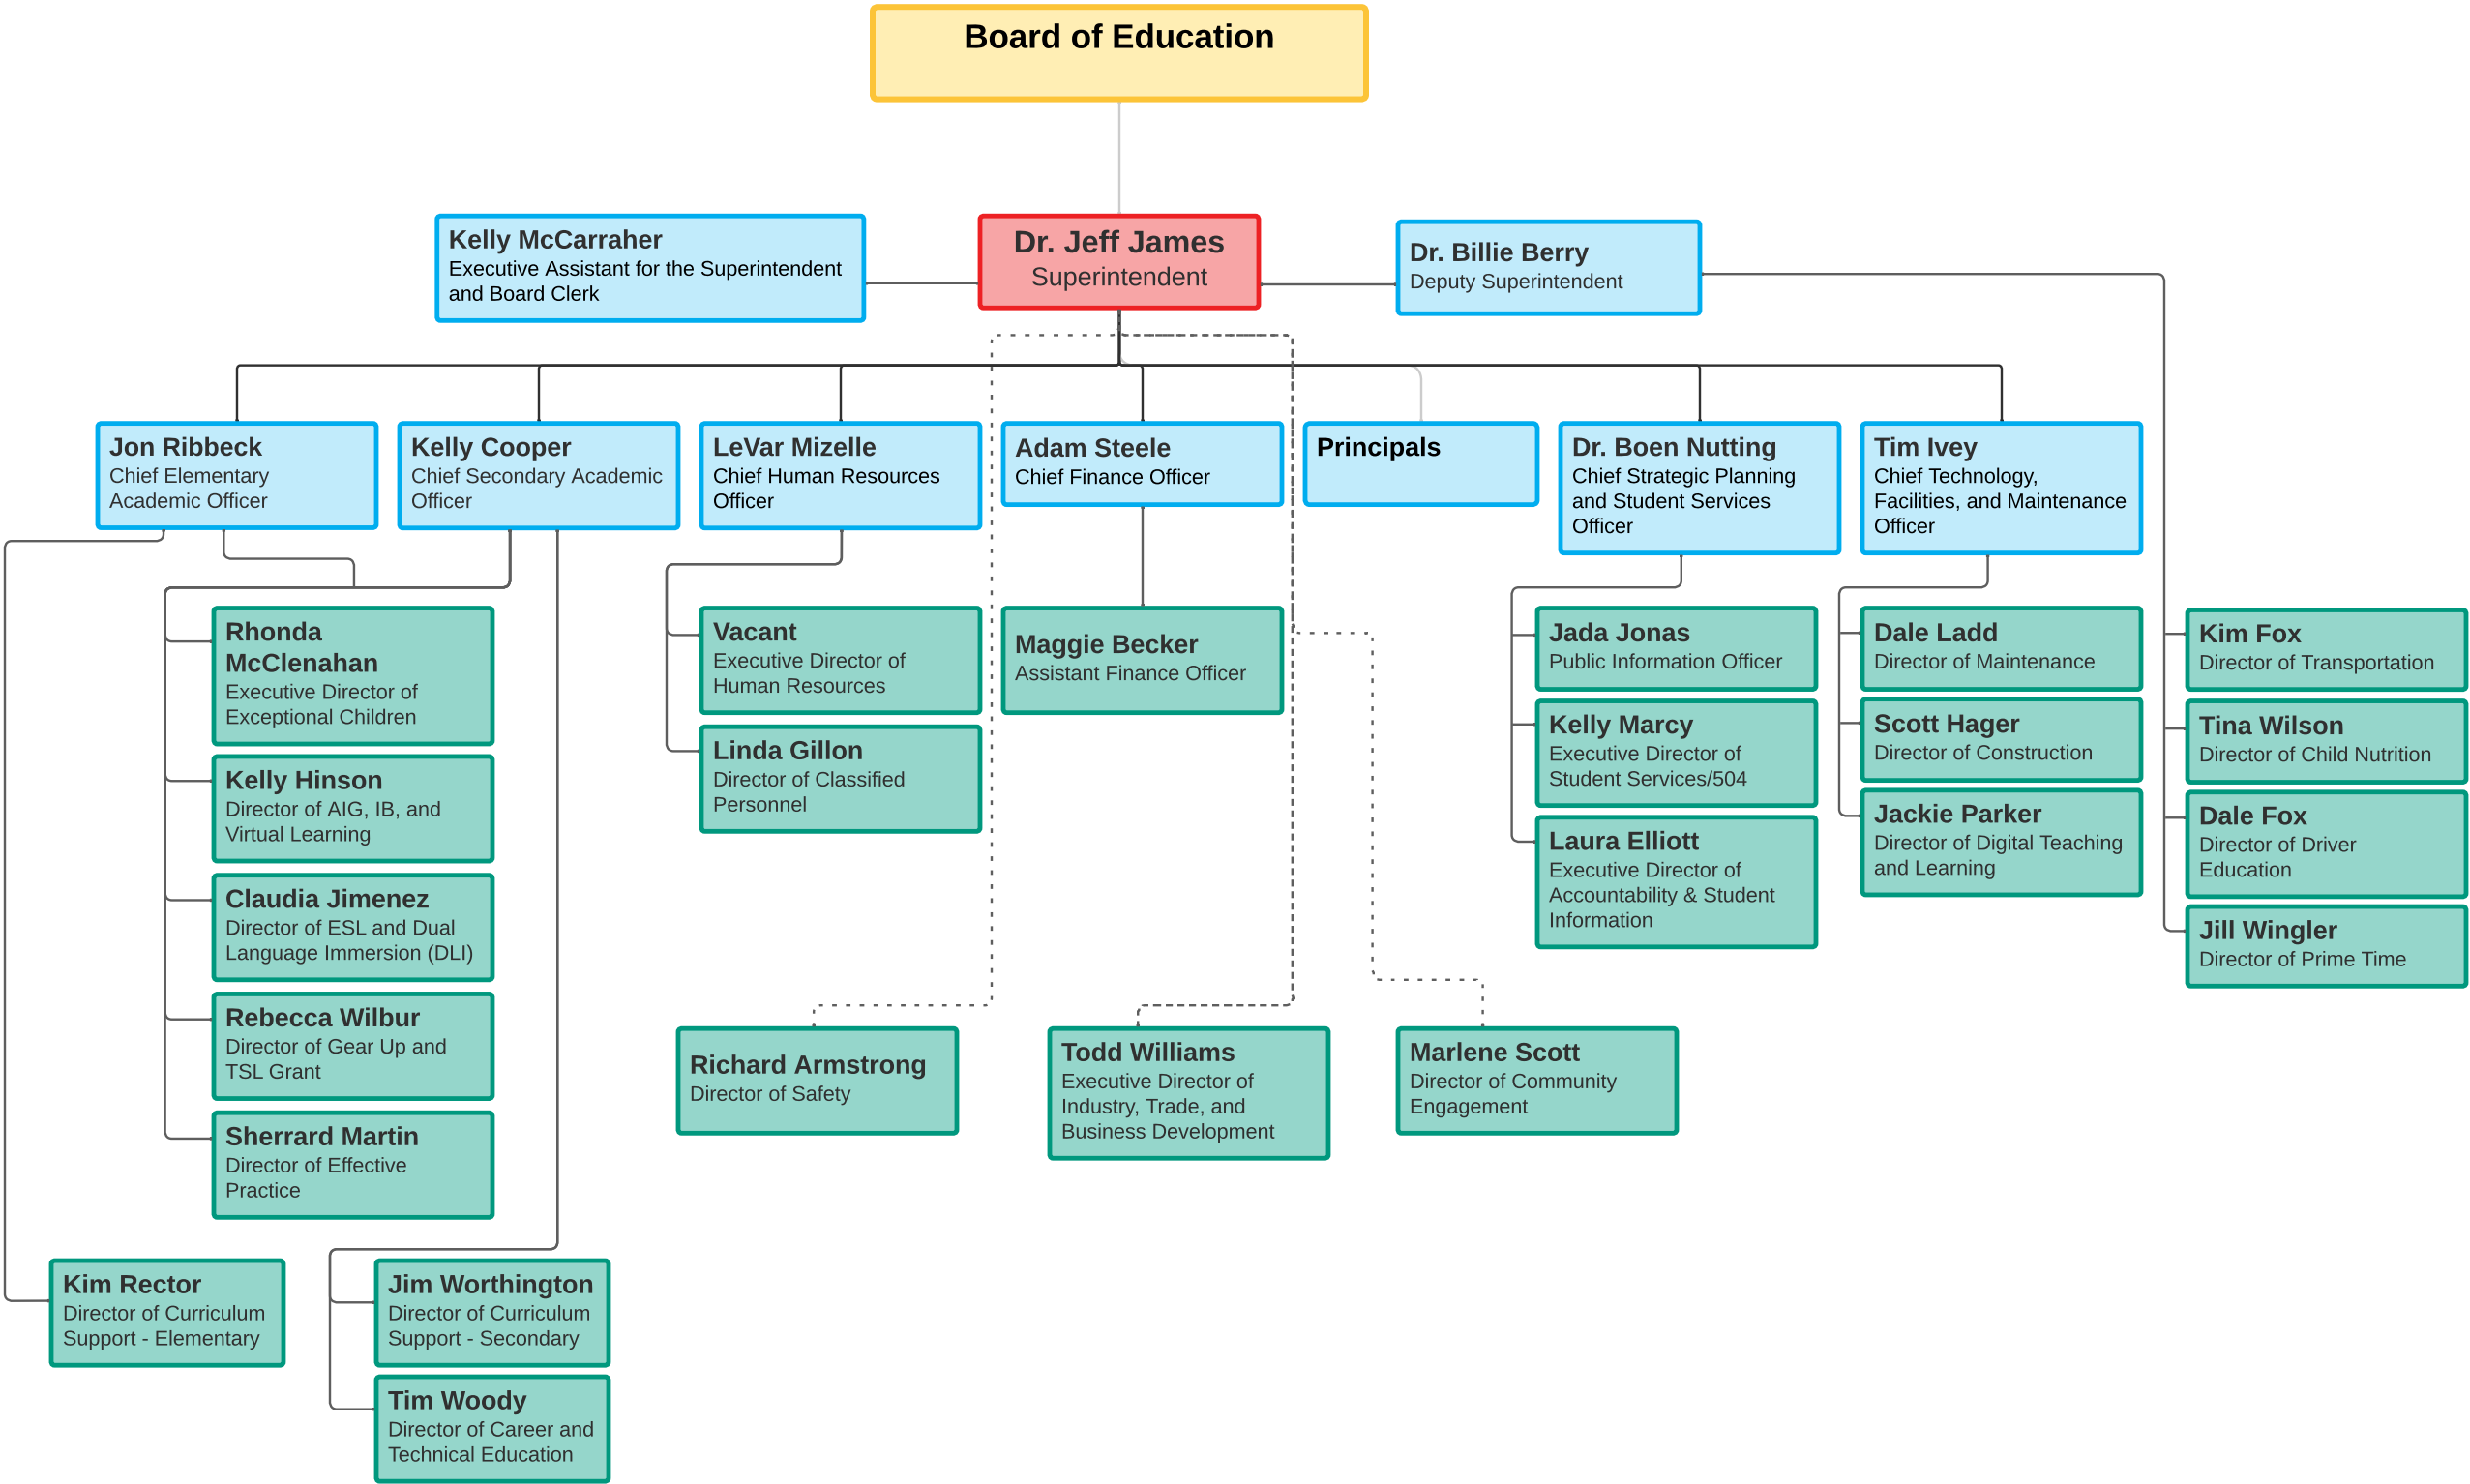 Board of Education
Kelly McCarraher
Executive Assistant for the Superintendent
and Board Clerk
Dr. Jeff James
Superintendent
Dr. Billie Berry
Deputy Superintendent
Jon Ribbeck
Chief Elementary
Academic Officer
Kelly Cooper
Chief Secondary Academic
Officer
LeVar Mizelle
Chief Human Resources
Officer
Adam Steele
Chief Finance Officer
Principals
Dr. Boen Nutting
Chief Strategic Planning
and Student Services
Officer
Tim Ivey
Chief Technology,
Facilities, and Maintenance
Officer
Rhonda
McClenahan
Executive Director of
Exceptional Children
Kelly Hinson
Director of AIG, IB, and
Virtual Learning
Claudia Jimenez
Director of ESL and Dual
Language Immersion (DLI)
Rebecca Wilbur
Director of Gear Up and
TSL Grant
Sherrard Martin
Director of Effective
Practice
Vacant
Executive Director of
Human Resources
Linda Gillon
Director of Classified
Personnel
Maggie Becker
Assistant Finance Officer
Jada Jonas
Public Information Officer
Kelly Marcy
Executive Director of
Student Services/504
Laura Elliott
Executive Director of
Accountability & Student
Information
Dale Ladd
Director of Maintenance
Scott Hager
Director of Construction
Jackie Parker
Director of Digital Teaching
and Learning
Kim Fox
Director of Transportation
Tina Wilson
Director of Child Nutrition
Dale Fox
Director of Driver
Education
Jill Wingler
Director of Prime Time
Richard Armstrong
Director of Safety
Todd Williams
Executive Director of
Industry, Trade, and
Business Development
Marlene Scott
Director of Community
Engagement
Kim Rector
Director of Curriculum
Support - Elementary
Jim Worthington
Director of Curriculum
Support - Secondary
Tim Woody
Director of Career and
Technical Education